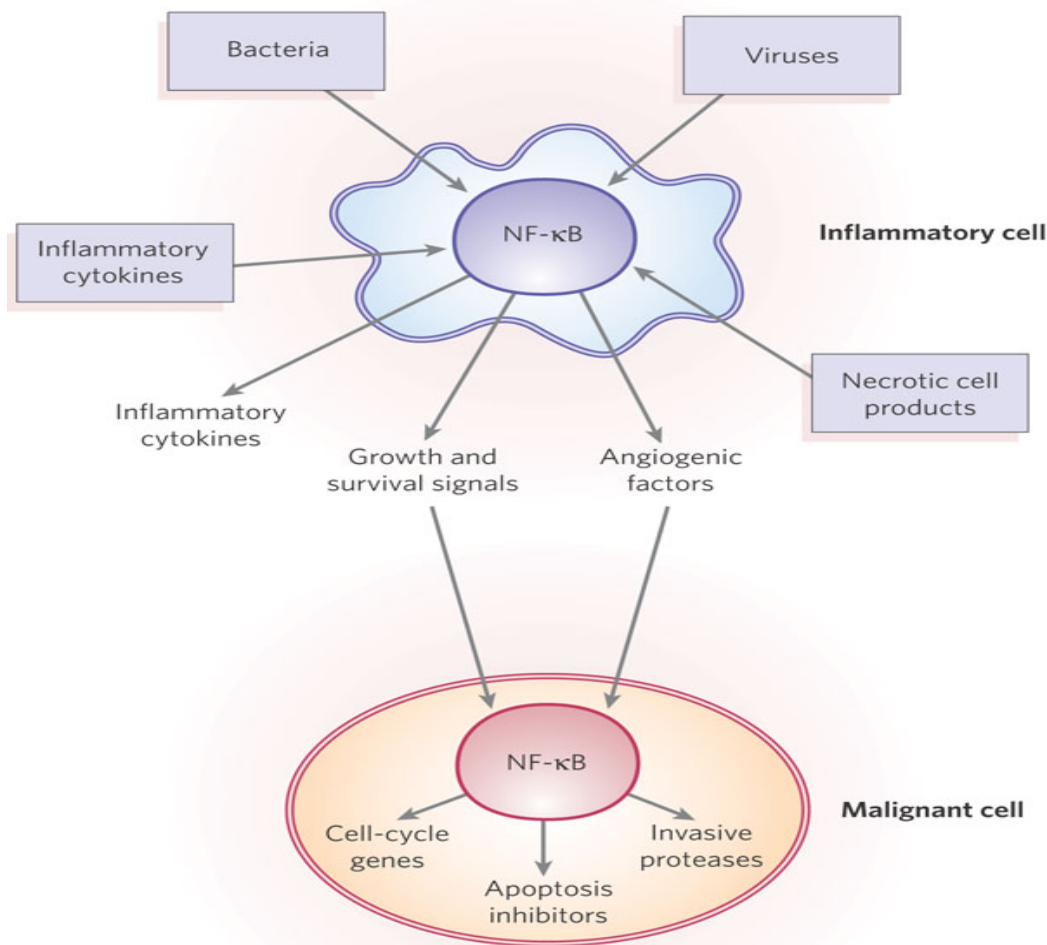 Bacteria
Viruses
NF-κB
Inflammatory cell
Inflammatory
cytokines
Necrotic cell
products
Inflammatory
cytokines
Growth and
survival signals
Angiogenic
factors
NF-κB
Malignant cell
Cell-cycle
genes
Invasive
proteases
Apoptosis
inhibitors